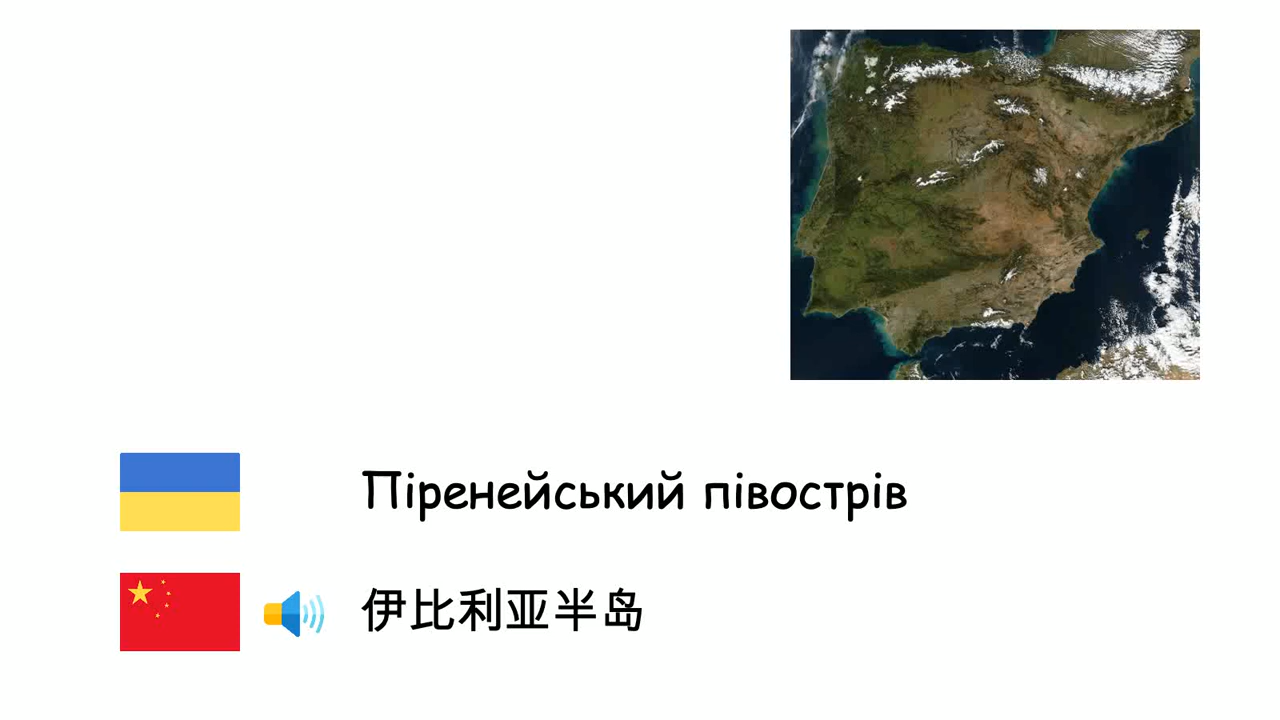 Піренейський півострів
伊比利亚半岛